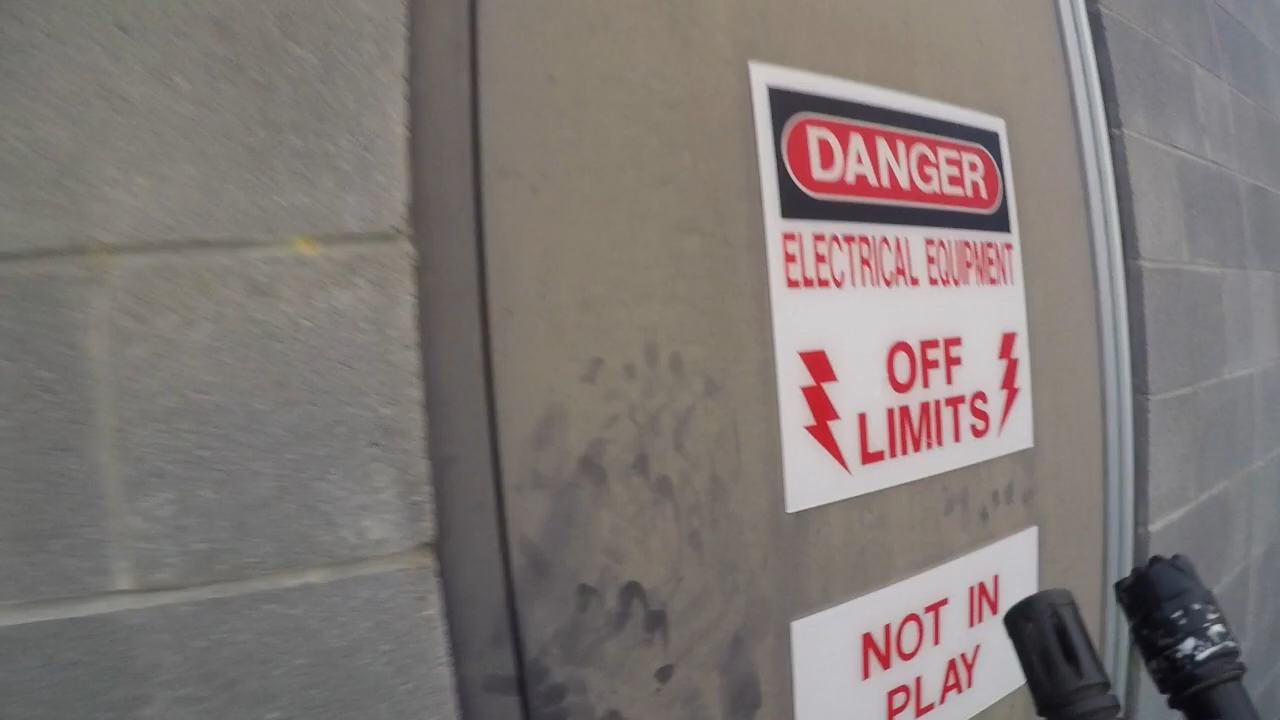 DANGER
ELECTRICAL EQUIPMENT
OFF
LIMITS
NOT IN
PLAY